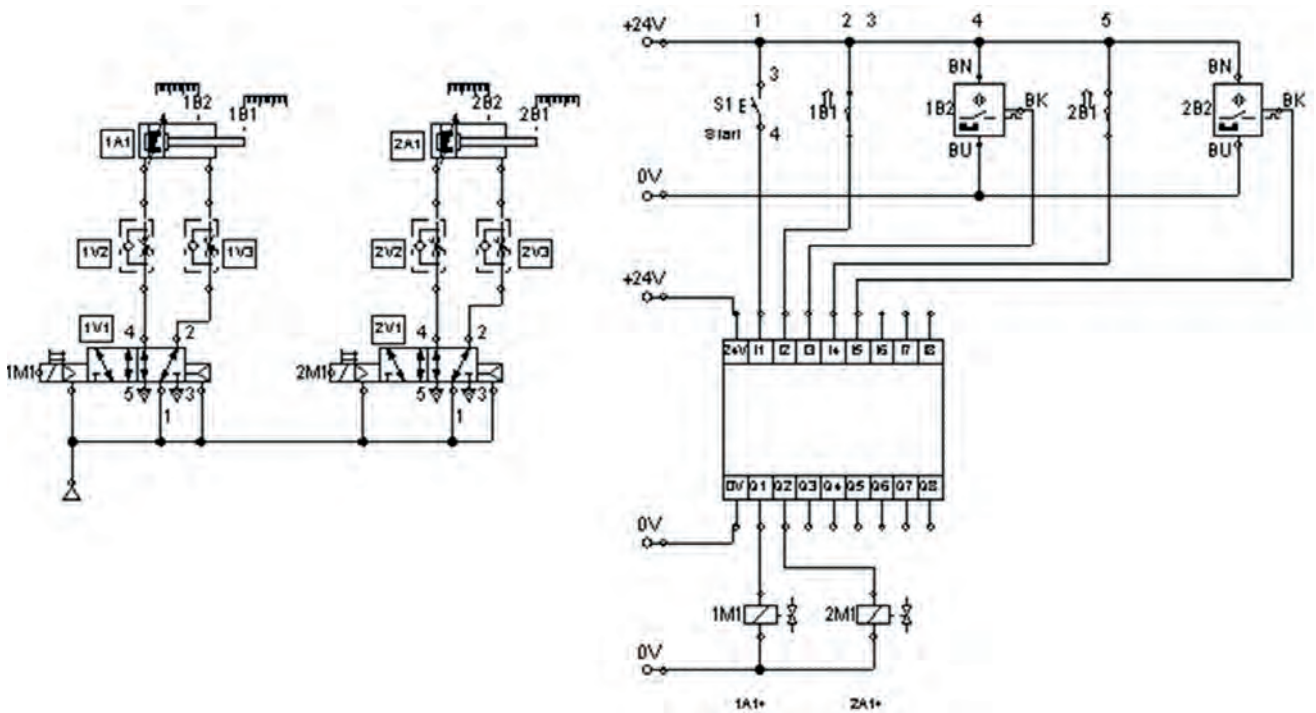 1B2
1B1
1A1
2B2
2B1
2A1
1V2
1V3
2V2
2V3
1V1
4
2
1M1
5
3
1
2V1
4
2
2M1
5
3
1
1
2
3
4
5
+24V
3
S1
E
4
1B1
BN
1B2
BK
BU
2B1
BN
2B2
BK
BU
0V
+24V
24V I1 I2 I3 I4 I5 I6 I7 I8
0V Q1 Q2 Q3 Q4 Q5 Q6 Q7 Q8
0V
1M1
2M1
0V
1A1+
2A1+